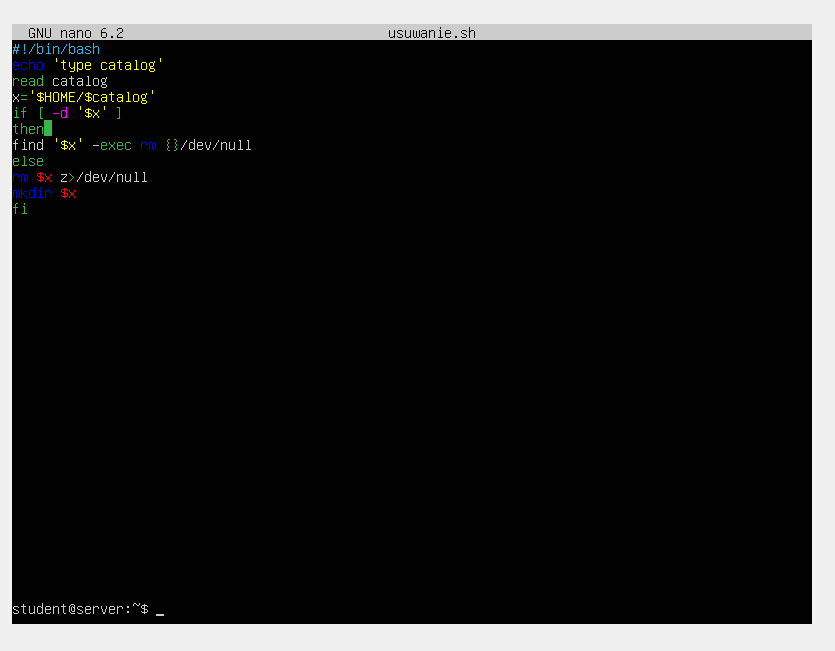 GNU nano 6.2 usuwanie.sh
#!/bin/bash
echo 'type catalog'
read catalog
x='$HOME/$catalog'
if [ -d '$x' ]
then
find '$x' -exec rm {}/dev/null
else
rm $x z>/dev/null
mkdir $x
fi
student@server:~$ _